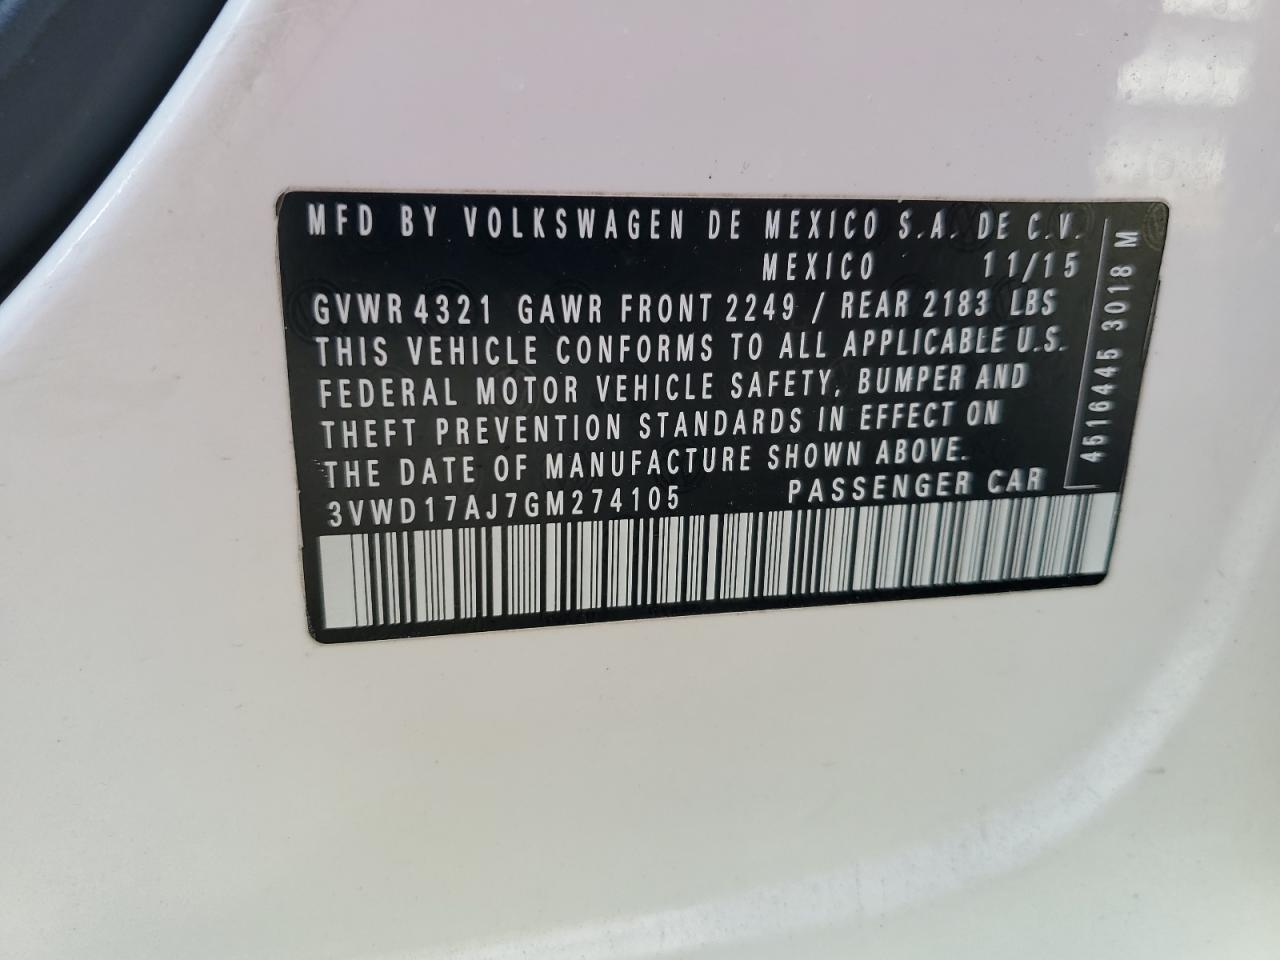 MFD BY VOLKSWAGEN DE MEXICO S.A. DE C.V.
MEXICO 11/15
GVWR 4321 GAWR FRONT 2249 / REAR 2183 LBS
THIS VEHICLE CONFORMS TO ALL APPLICABLE U.S.
FEDERAL MOTOR VEHICLE SAFETY, BUMPER AND
THEFT PREVENTION STANDARDS IN EFFECT ON
THE DATE OF MANUFACTURE SHOWN ABOVE.
3VWD17AJ7GM274105 PASSENGER CAR
4516445 3018 M